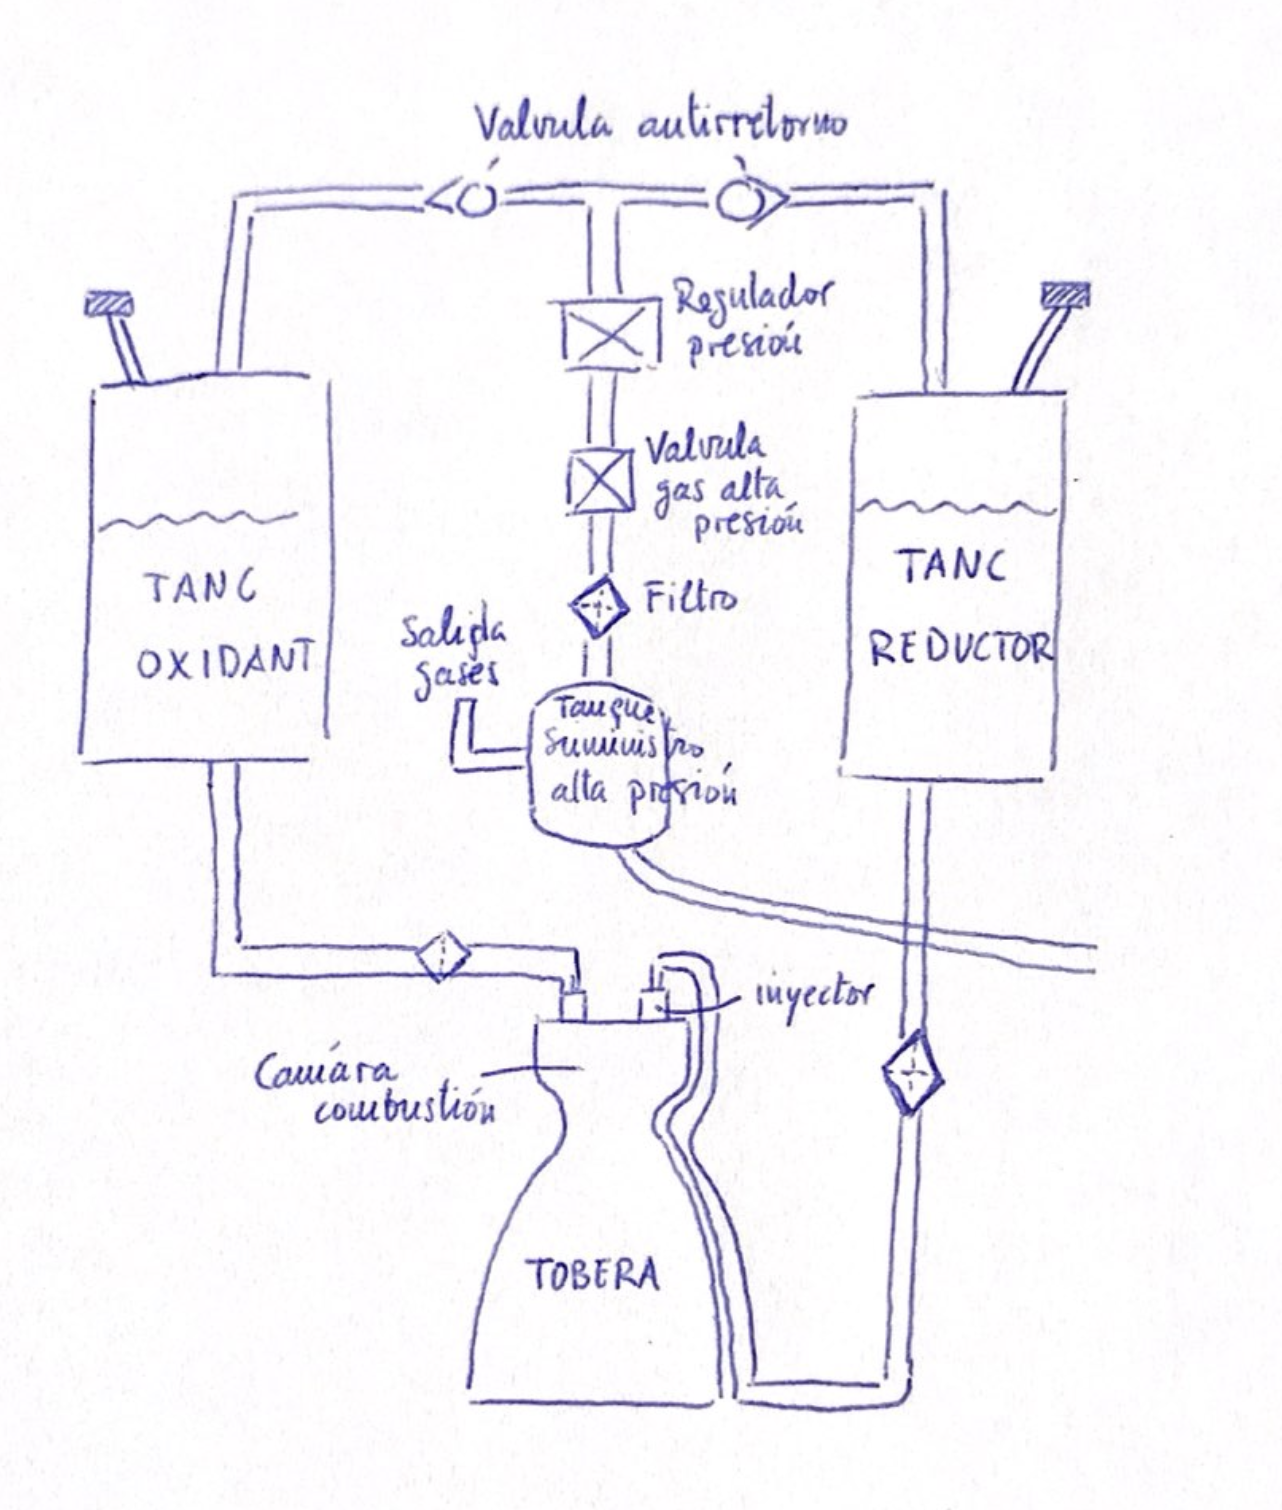 Valvula antirretorno
Regulador
presión
Valvula
gas alta
presión
Filtro
Salida
gases
Tanque
Suministro
alta presión
TANC
OXIDANT
TANC
REDUCTOR
inyector
Camára
combustión
TOBERA